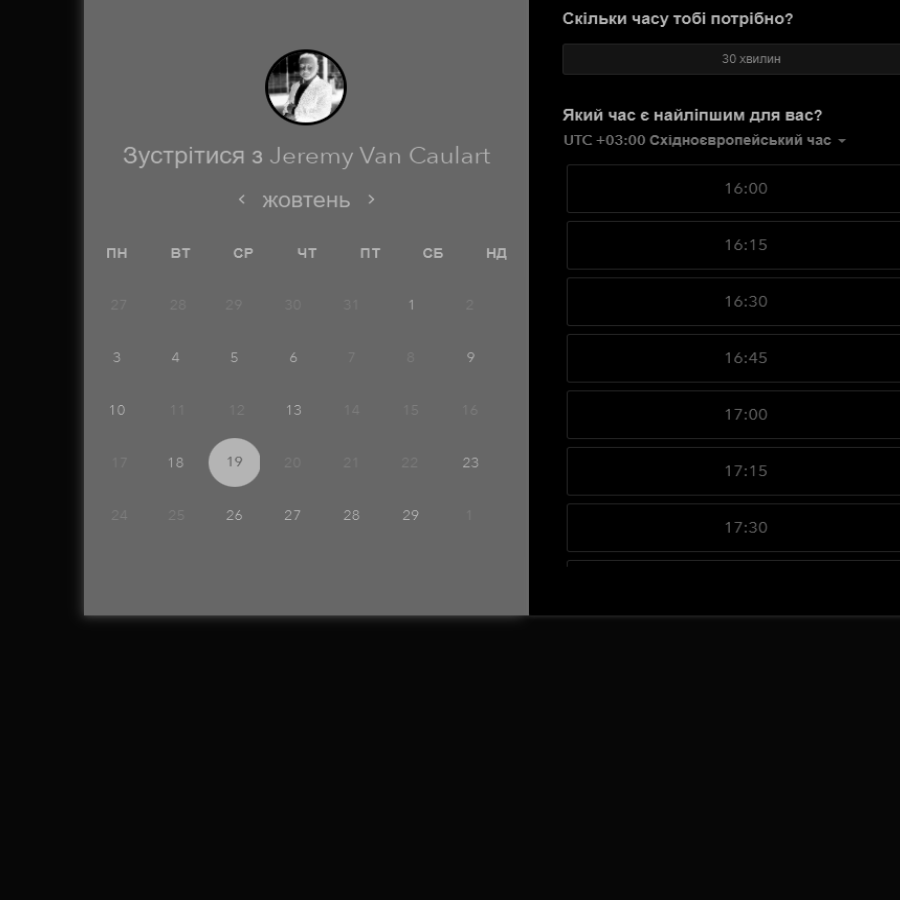 Зустрітися з Jeremy Van Caulart
жовтень
ПН ВТ СР ЧТ ПТ СБ НД
27 28 29 30 31 1 2
3 4 5 6 7 8 9
10 11 12 13 14 15 16
17 18 19 20 21 22 23
24 25 26 27 28 29 1
Скільки часу тобі потрібно?
30 хвилин
Який час є найліпшим для вас?
UTC +03:00 Східноєвропейський час
16:00
16:15
16:30
16:45
17:00
17:15
17:30